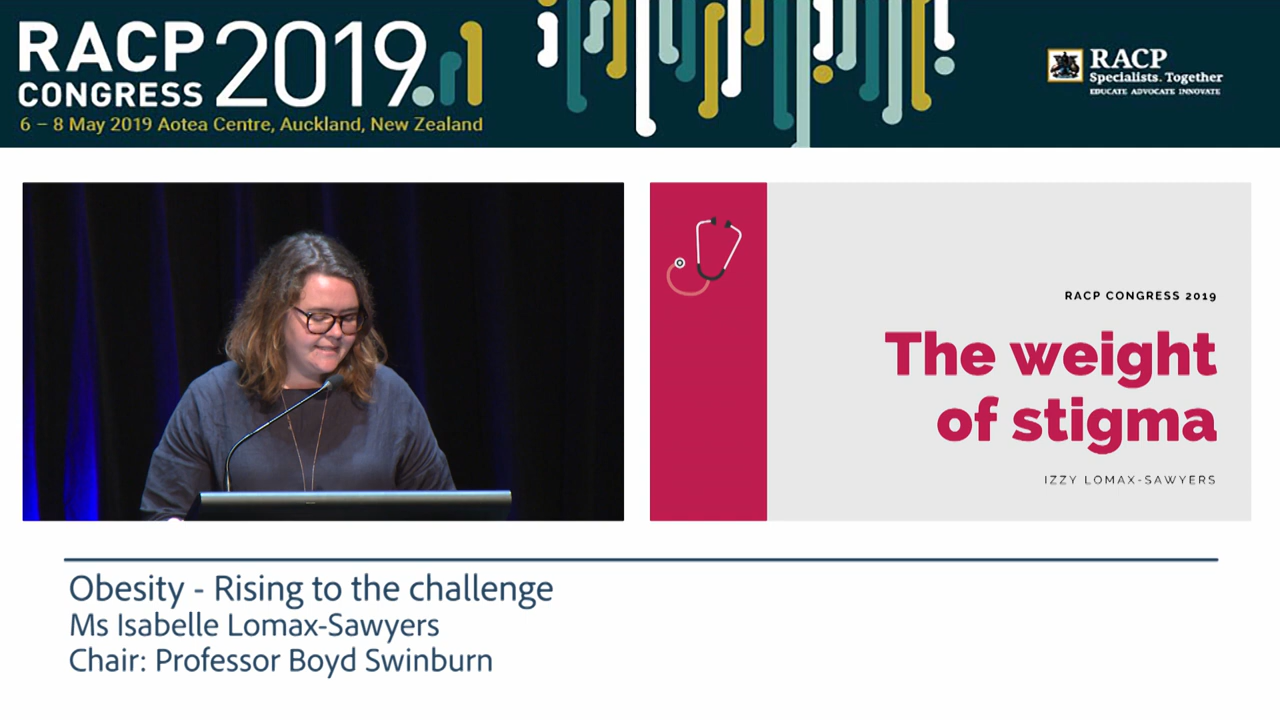 RACP
CONGRESS
2019
6 – 8 May 2019 Aotea Centre, Auckland, New Zealand
RACP
Specialists. Together
EDUCATE ADVOCATE INNOVATE
RACP CONGRESS 2019
The weight
of stigma
IZZY LOMAX-SAWYERS
Obesity - Rising to the challenge
Ms Isabelle Lomax-Sawyers
Chair: Professor Boyd Swinburn